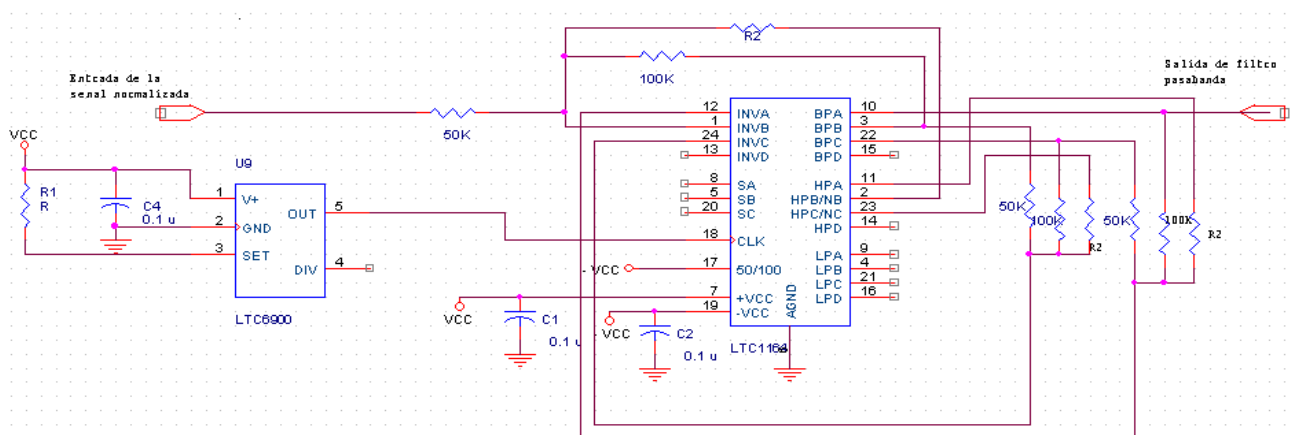 R2
100K
Entrada de la
senal normalizada
Salida de filtro
pasabanda
50K
VCC
U9
R1
R
C4
0.1 u
1
2
3
V+
GND
SET
OUT
DIV
5
4
LTC6900
12
1
24
13
8
5
20
18
17
7
19
INVA
INVB
INVC
INVD
SA
SB
SC
CLK
50/100
+VCC
-VCC
AGND
BPA
BPB
BPC
BPD
HPA
HPB/NB
HPC/NC
HPD
LPA
LPB
LPC
LPD
10
3
22
15
11
2
23
14
9
4
21
16
LTC1164
- VCC
VCC
C1
0.1 u
- VCC
C2
0.1 u
50K
100K
R2
50K
100K
R2